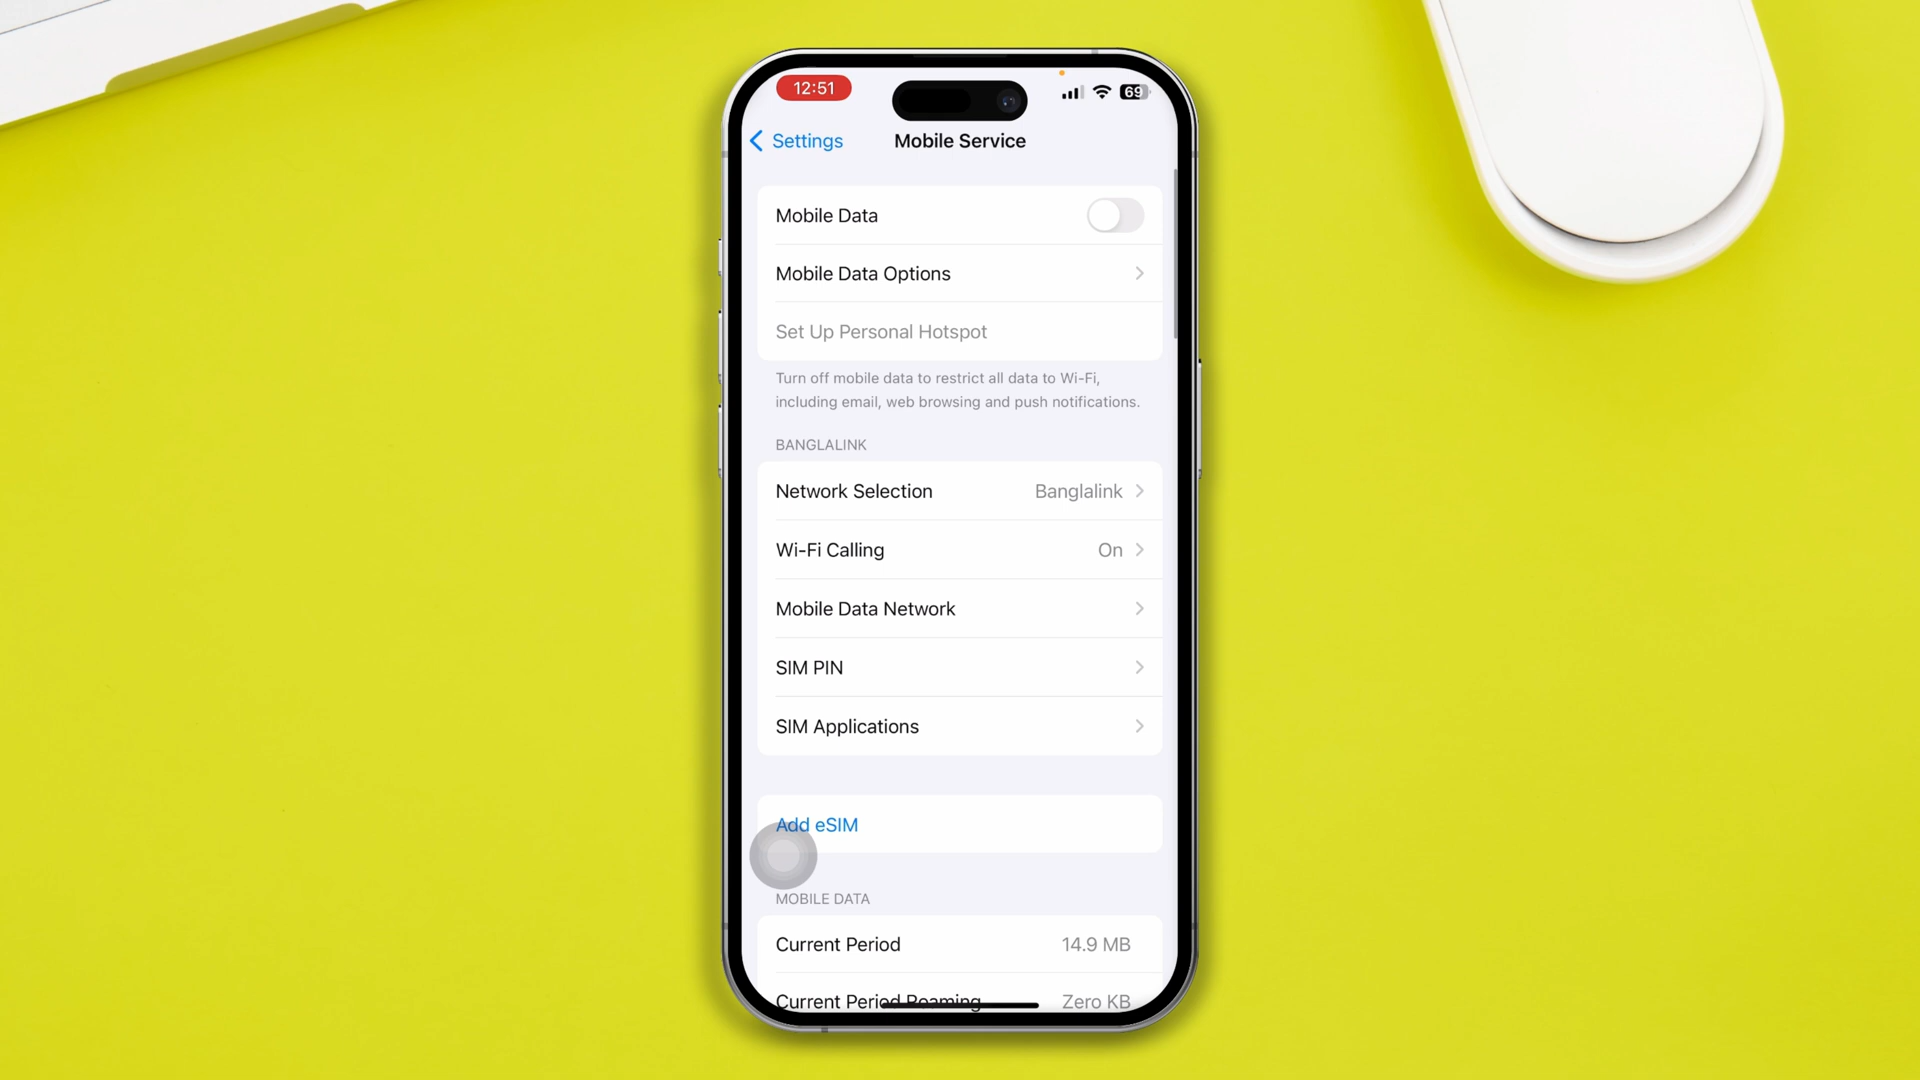 12:51
69
Settings
Mobile Service
Mobile Data
Mobile Data Options
Set Up Personal Hotspot
Turn off mobile data to restrict all data to Wi-Fi,
including email, web browsing and push notifications.
BANGLALINK
Network Selection Banglalink
Wi-Fi Calling On
Mobile Data Network
SIM PIN
SIM Applications
Add eSIM
MOBILE DATA
Current Period 14.9 MB
Current Period Roaming Zero KB